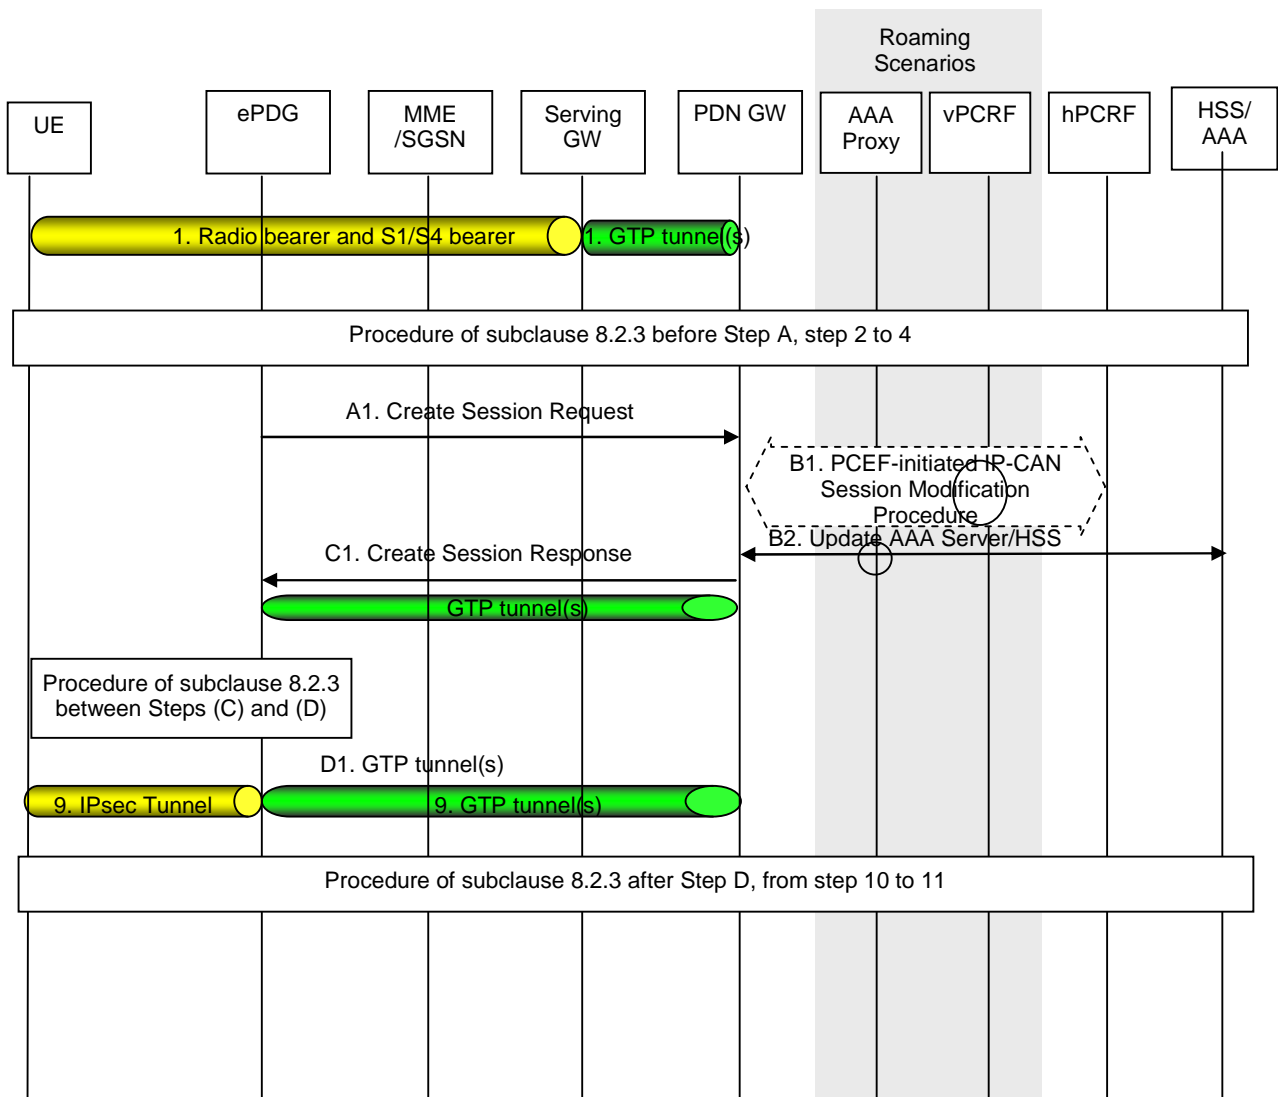 Roaming
Scenarios
UE
ePDG
MME
/SGSN
Serving
GW
PDN GW
AAA
Proxy
vPCRF
hPCRF
HSS/
AAA
1. Radio bearer and S1/S4 bearer
1. GTP tunnel(s)
Procedure of subclause 8.2.3 before Step A, step 2 to 4
A1. Create Session Request
B1. PCEF-initiated IP-CAN
Session Modification
Procedure
B2. Update AAA Server/HSS
C1. Create Session Response
GTP tunnel(s)
Procedure of subclause 8.2.3
between Steps (C) and (D)
D1. GTP tunnel(s)
9. IPsec Tunnel
9. GTP tunnel(s)
Procedure of subclause 8.2.3 after Step D, from step 10 to 11